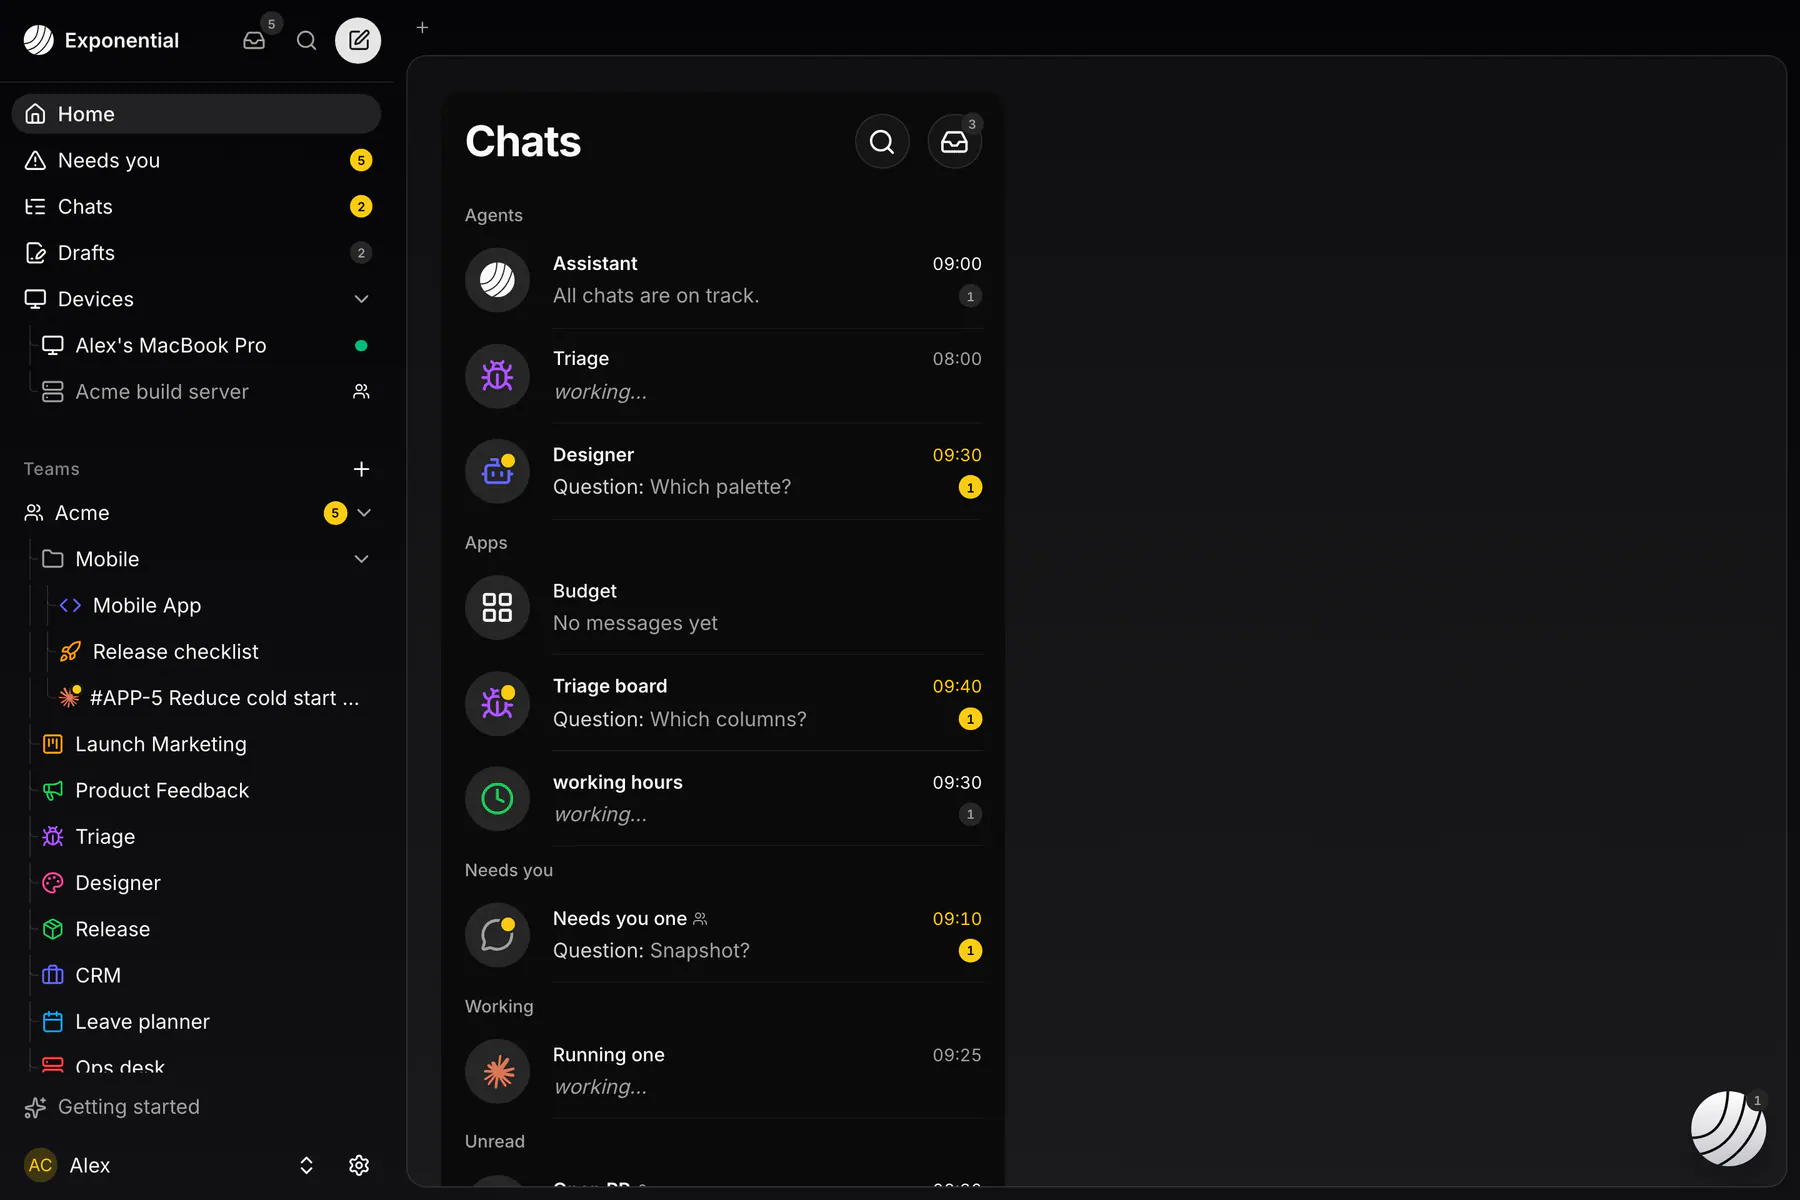 Exponential
5
Home
Needs you
5
Chats
2
Drafts
2
Devices
Alex's MacBook Pro
Acme build server
Teams
Acme
5
Mobile
Mobile App
Release checklist
#APP-5 Reduce cold start ...
Launch Marketing
Product Feedback
Triage
Designer
Release
CRM
Leave planner
Ops desk
Getting started
AC
Alex
Chats
3
Agents
Assistant
09:00
All chats are on track.
1
Triage
08:00
working...
Designer
09:30
Question: Which palette?
1
Apps
Budget
No messages yet
Triage board
09:40
Question: Which columns?
1
working hours
09:30
working...
1
Needs you
Needs you one
09:10
Question: Snapshot?
1
Working
Running one
09:25
working...
Unread
1